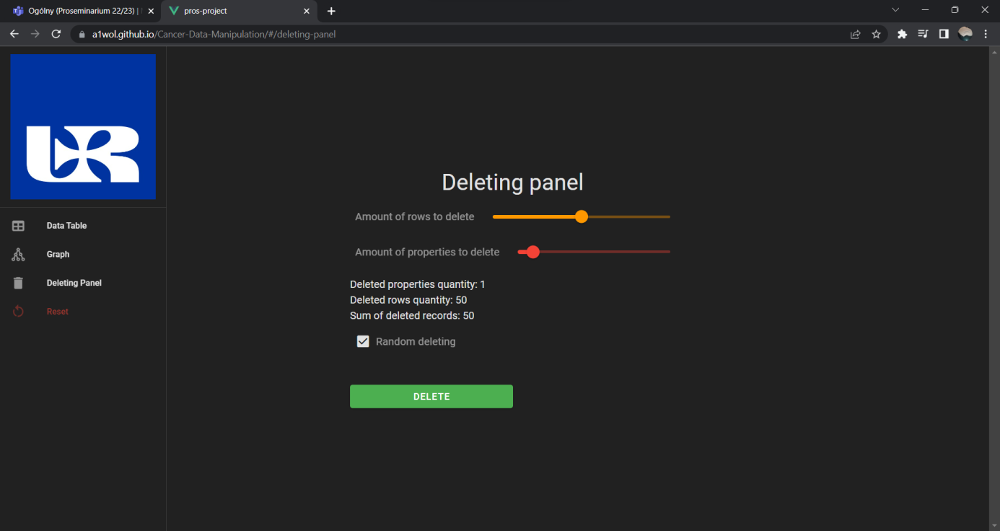 Ogólny (Proseminarium 22/23) |
pros-project
a1wol.github.io/Cancer-Data-Manipulation/#/deleting-panel
UR
Data Table
Graph
Deleting Panel
Reset
Deleting panel
Amount of rows to delete
Amount of properties to delete
Deleted properties quantity: 1
Deleted rows quantity: 50
Sum of deleted records: 50
Random deleting
DELETE